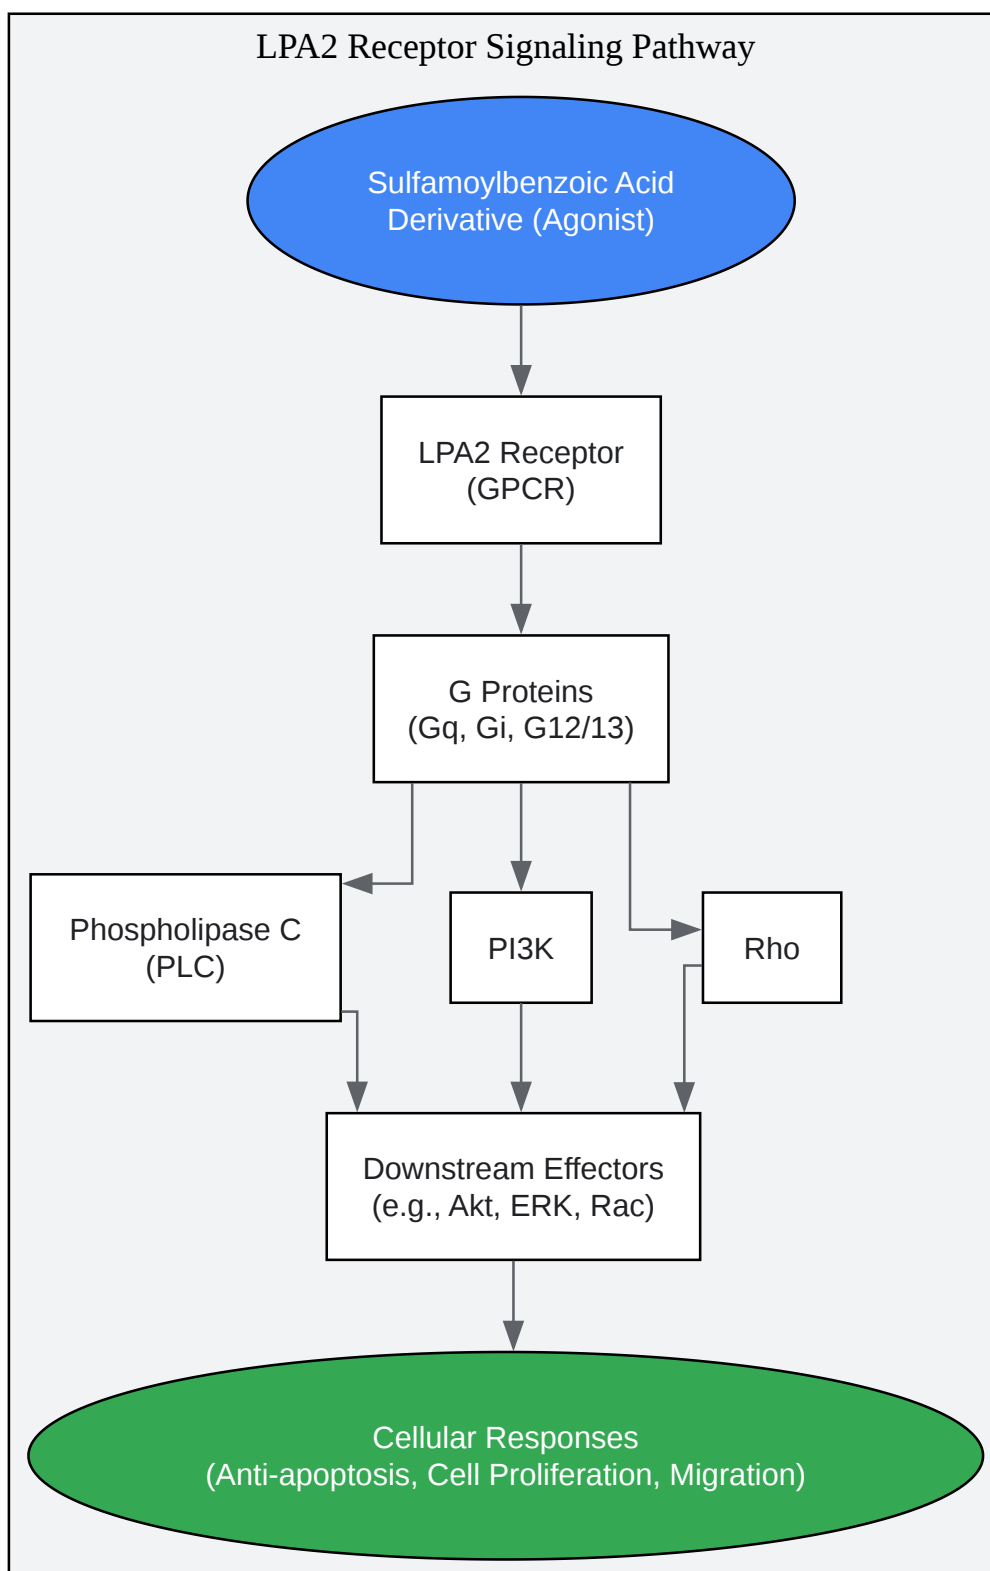 LPA2 Receptor Signaling Pathway
Sulfamoylbenzoic Acid
Derivative (Agonist)
LPA2 Receptor
(GPCR)
G Proteins
(Gq, Gi, G12/13)
Phospholipase C
(PLC)
PI3K
Rho
Downstream Effectors
(e.g., Akt, ERK, Rac)
Cellular Responses
(Anti-apoptosis, Cell Proliferation, Migration)